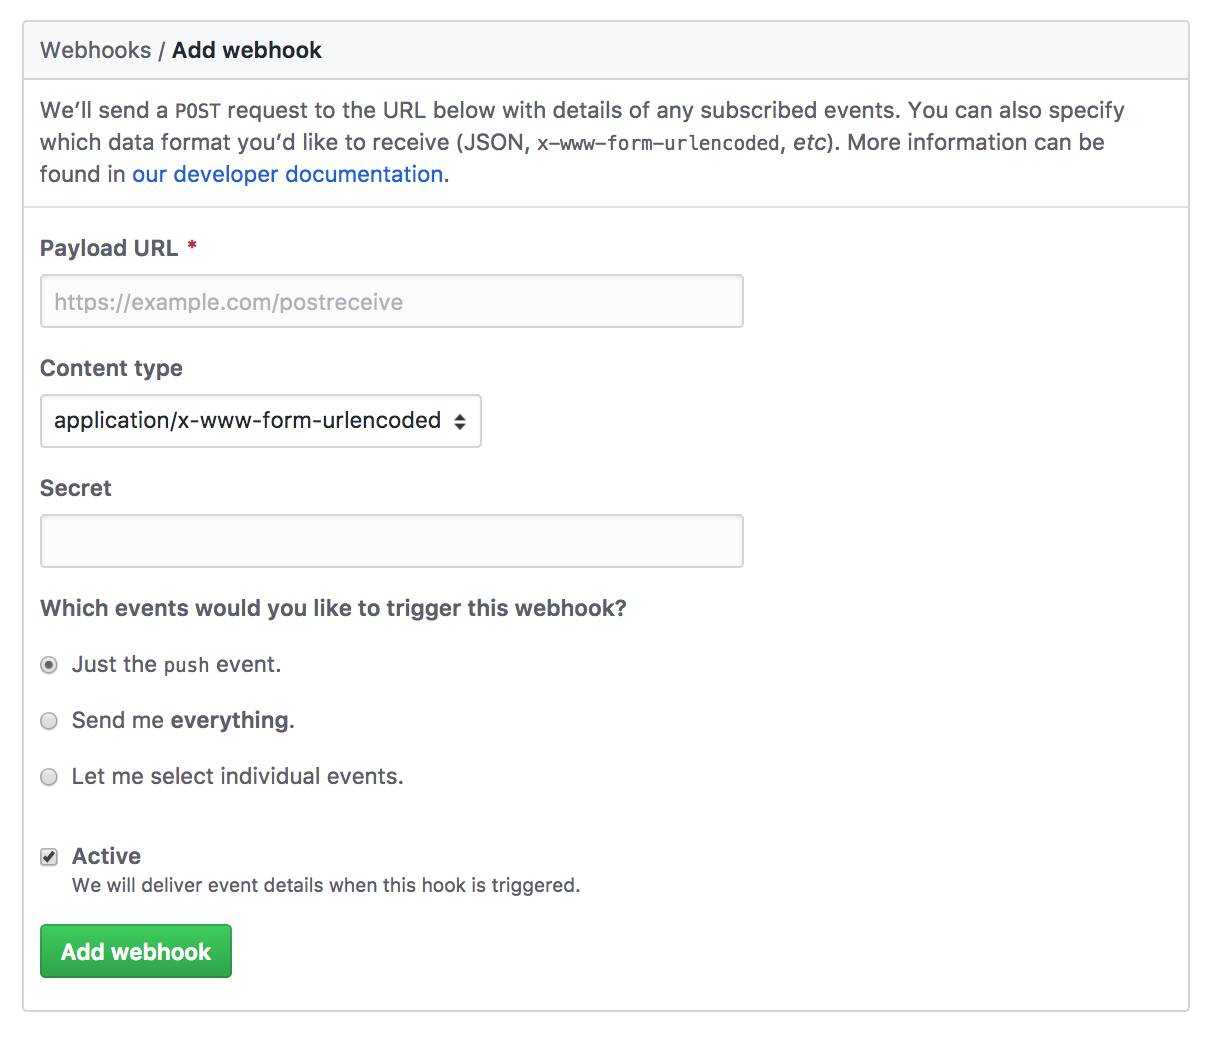 Webhooks / Add webhook
We’ll send a POST request to the URL below with details of any subscribed events. You can also specify
which data format you’d like to receive (JSON, x-www-form-urlencoded, etc). More information can be
found in our developer documentation.
Payload URL *
https://example.com/postreceive
Content type
application/x-www-form-urlencoded
Secret
Which events would you like to trigger this webhook?
Just the push event.
Send me everything.
Let me select individual events.
Active
We will deliver event details when this hook is triggered.
Add webhook